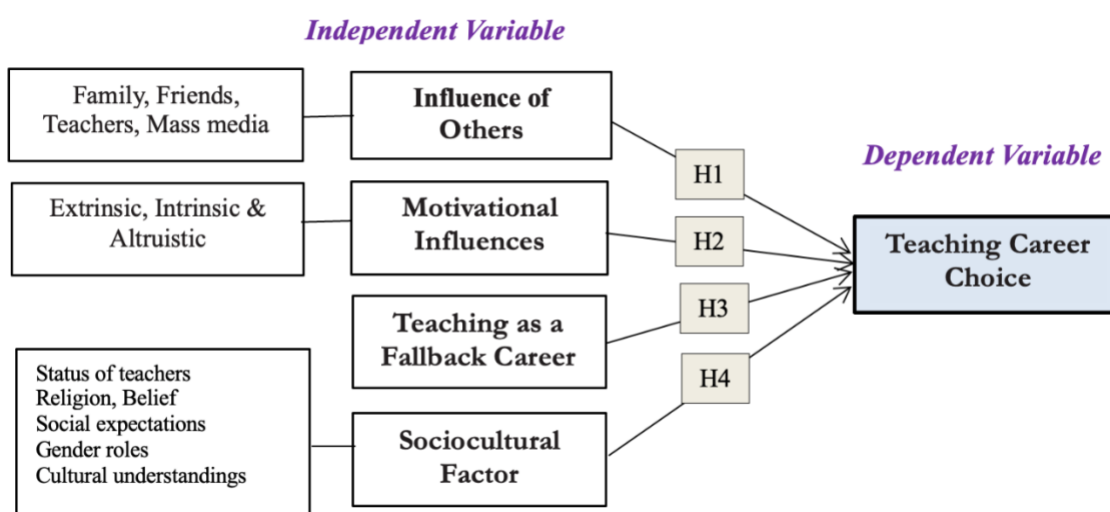 Independent Variable
Family, Friends,
Teachers, Mass media
Influence of
Others
H1
Dependent Variable
Extrinsic, Intrinsic &
Altruistic
Motivational
Influences
H2
Teaching Career
Choice
Teaching as a
Fallback Career
H3
Status of teachers
Religion, Belief
Social expectations
Gender roles
Cultural understandings
Sociocultural
Factor
H4